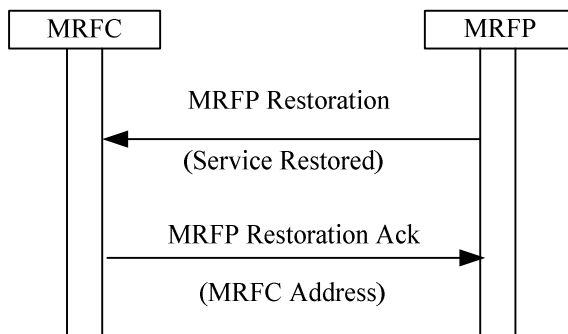 MRFC
MRFP
MRFP Restoration
(Service Restored)
MRFP Restoration Ack
(MRFC Address)